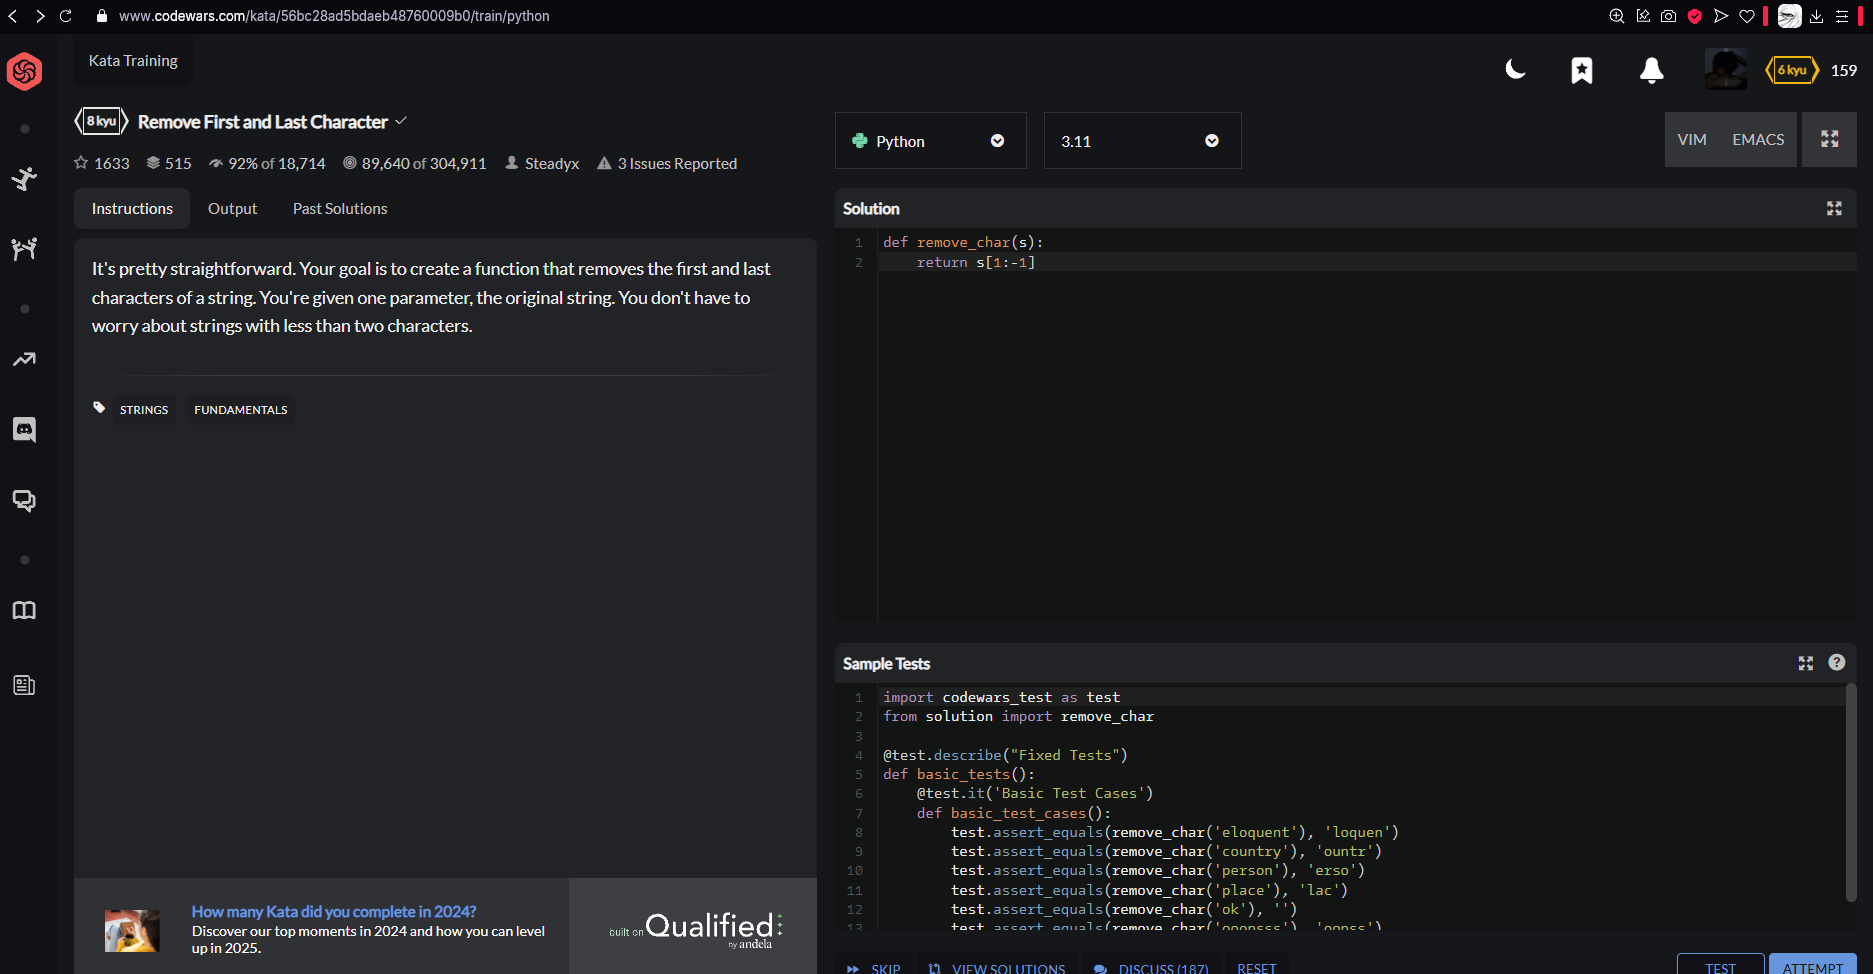 www.codewars.com/kata/56bc28ad5bdaeb48760009b0/train/python
Kata Training
6 kyu 159
8 kyu Remove First and Last Character
1633 515 92% of 18,714 89,640 of 304,911 Steadyx 3 Issues Reported
Instructions Output Past Solutions
It's pretty straightforward. Your goal is to create a function that removes the first and last
characters of a string. You're given one parameter, the original string. You don't have to
worry about strings with less than two characters.
STRINGS FUNDAMENTALS
How many Kata did you complete in 2024?
Discover our top moments in 2024 and how you can level
up in 2025.
built on Qualified
by andela
Python 3.11 VIM EMACS
Solution
1 def remove_char(s):
2     return s[1:-1]
Sample Tests
1 import codewars_test as test
2 from solution import remove_char
3
4 @test.describe("Fixed Tests")
5 def basic_tests():
6     @test.it('Basic Test Cases')
7     def basic_test_cases():
8         test.assert_equals(remove_char('eloquent'), 'loquen')
9         test.assert_equals(remove_char('country'), 'ountr')
10         test.assert_equals(remove_char('person'), 'erso')
11         test.assert_equals(remove_char('place'), 'lac')
12         test.assert_equals(remove_char('ok'), '')
13         test.assert_equals(remove_char('ooopsss'), 'oopss')
SKIP VIEW SOLUTIONS DISCUSS (187) RESET TEST ATTEMPT